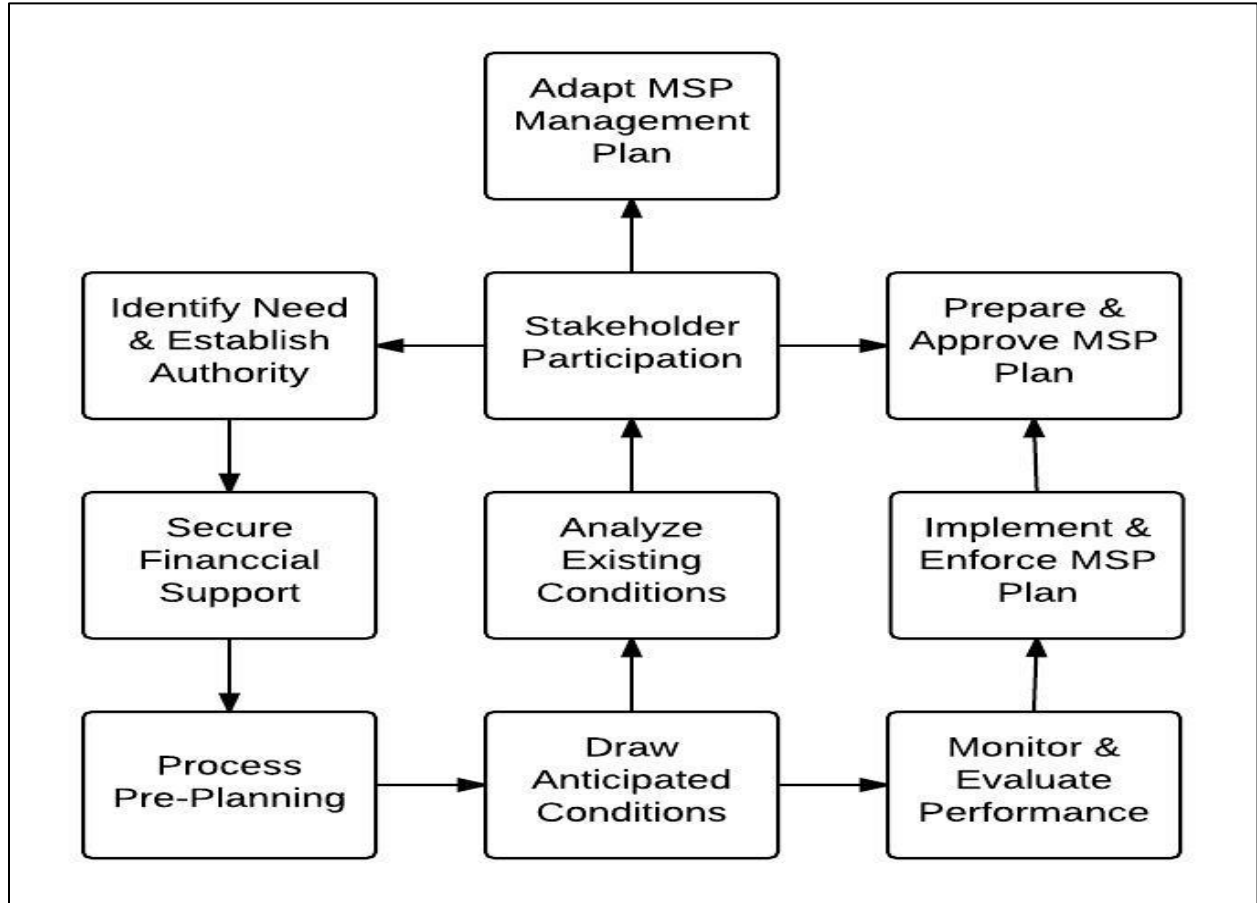 Adapt MSP
Management
Plan
Identify Need
& Establish
Authority
Stakeholder
Participation
Prepare &
Approve MSP
Plan
Secure
Financcial
Support
Analyze
Existing
Conditions
Implement &
Enforce MSP
Plan
Process
Pre-Planning
Draw
Anticipated
Conditions
Monitor &
Evaluate
Performance